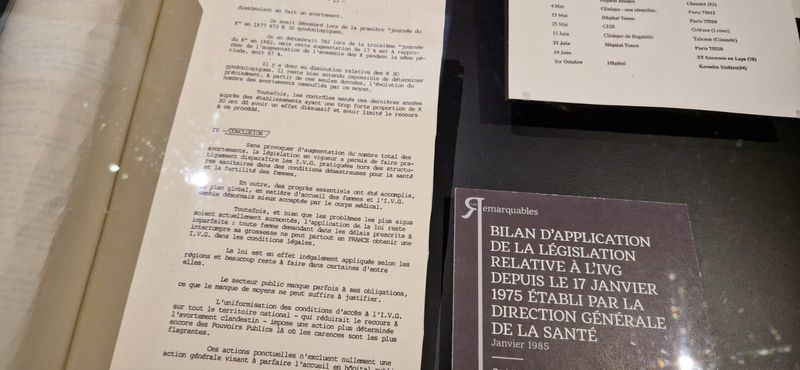 dissimulent en fait un avortement.
On avait dénombré lors de la première "journée du
K" en 1977 673 K 30 gynécologiques.
On en dénombrait 782 lors de la troisième "journée
K" en 1982, mais cette augmentation de 17 % est à rappro-
cher de l'augmentation de l'ensemble des K pendant la même pé-
riode, soit 67 %.
Il y a donc eu diminution relative des K 30
gynécologiques. Il reste bien entendu impossible de déterminer
précisément, à partir de ces seules données, l'évolution du
nombre des avortements camouflés par ce moyen.
Toutefois, les contrôles menés ces dernières années
auprès des établissements ayant une trop forte proportion de K
30 ont dû avoir un effet dissuasif et avoir limité le recours
à ce procédé.
IV - CONCLUSION
Sans provoquer d'augmentation du nombre total des
avortements, la législation en vigueur a permis de faire pra-
tiquement disparaître les I.V.G. pratiquées hors des structu-
res sanitaires dans des conditions désastreuses pour la santé
et la fertilité des femmes.
En outre, des progrès essentiels ont été accomplis,
plan global, en matière d'accueil des femmes et l'I.V.G.
semble désormais mieux acceptée par le corps médical.
Toutefois, et bien que les problèmes les plus aigus
soient actuellement surmontés, l'application de la loi reste
imparfaite : toute femme demandant dans les délais prescrits à
interrompre sa grossesse ne peut partout en FRANCE obtenir une
I.V.G. dans les conditions légales.
La loi est en effet inégalement appliquée selon les
régions et beaucoup reste à faire dans certaines d'entre
elles.
Le secteur public manque parfois à ses obligations,
ce que le manque de moyens ne peut suffire à justifier.
L'uniformisation des conditions d'accès à l'I.V.G.
sur tout le territoire national - qui réduirait le recours à
l'avortement clandestin - impose une action plus déterminée
encore des Pouvoirs Publics là où les carences sont les plus
flagrantes.
Ces actions ponctuelles n'excluent nullement une
action générale visant à parfaire l'accueil en hôpital
4 Mai Clamart (92)
13 Mai Clinique - non identifiée Paris 75013
Hôpital Tenon Paris 75020
CHR Orléans (Loiret)
11 Juin Clinique de Talence (Gironde)
21 Juin Hôpital Tenon Paris 75020
24 Juin ST Germain en Laye (78)
1er Octobre Hôpital Kremlin Bicêtre(94)
Remarquables
BILAN D'APPLICATION
DE LA LÉGISLATION
RELATIVE À L'IVG
DEPUIS LE 17 JANVIER
1975 ÉTABLI PAR LA
DIRECTION GÉNÉRALE
DE LA SANTÉ
Janvier 1985